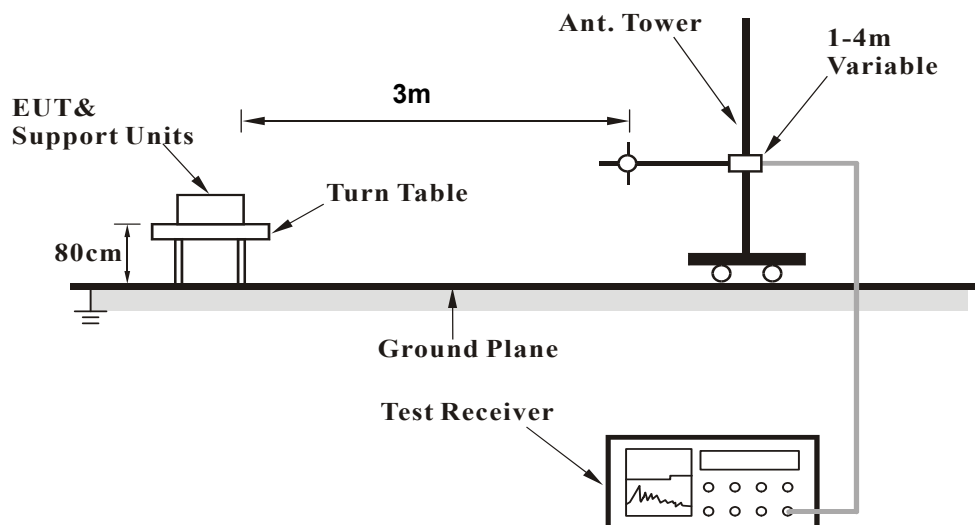 Ant. Tower
1-4m
Variable
3m
EUT&
Support Units
Turn Table
80cm
Ground Plane
Test Receiver